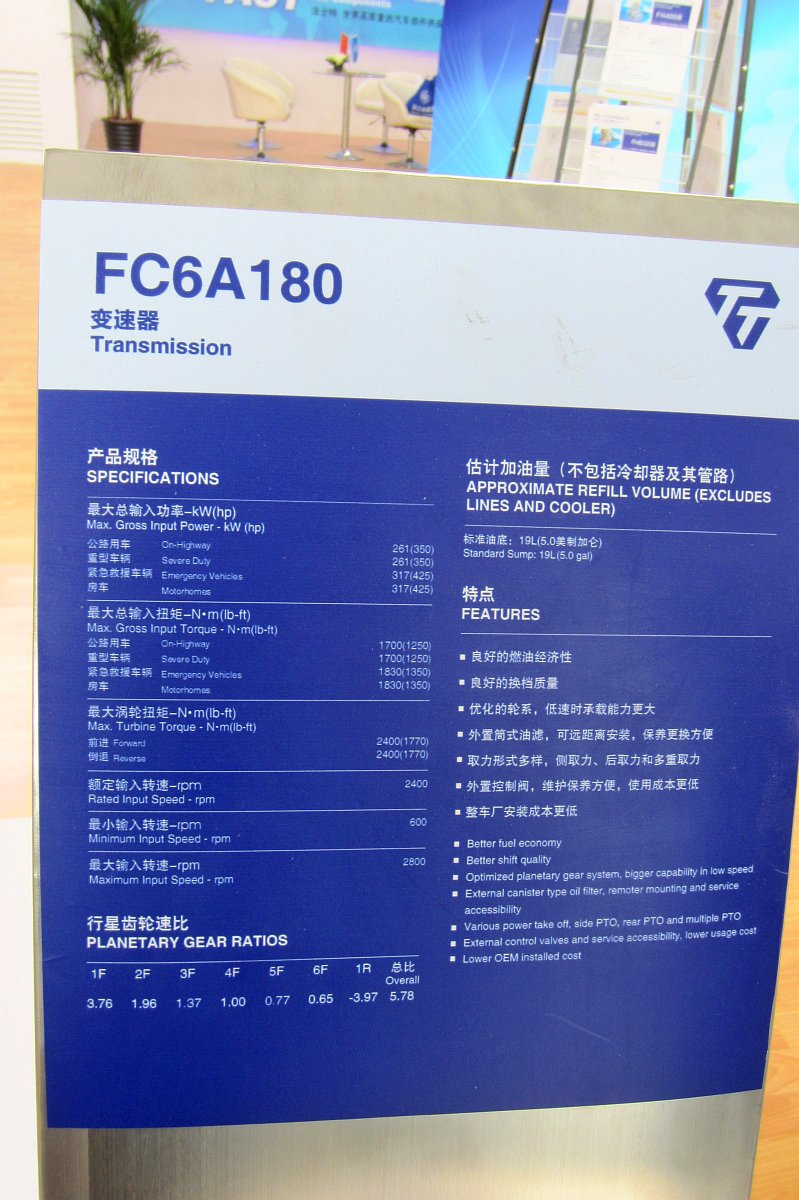 FAST
法士特·世界高质量的汽车部件供应
FC6A180
变速器
Transmission
产品规格
SPECIFICATIONS
最大总输入功率-kW(hp)
Max. Gross Input Power - kW (hp)
公路用车 On-Highway 261(350)
重型车辆 Severe Duty 261(350)
紧急救援车辆 Emergency Vehicles 317(425)
房车 Motorhomes 317(425)
最大总输入扭矩-N•m(lb-ft)
Max. Gross Input Torque - N•m(lb-ft)
公路用车 On-Highway 1700(1250)
重型车辆 Severe Duty 1700(1250)
紧急救援车辆 Emergency Vehicles 1830(1350)
房车 Motorhomes 1830(1350)
最大涡轮扭矩-N•m(lb-ft)
Max. Turbine Torque - N•m(lb-ft)
前进 Forward 2400(1770)
倒退 Reverse 2400(1770)
额定输入转速-rpm 2400
Rated Input Speed - rpm
最小输入转速-rpm 600
Minimum Input Speed - rpm
最大输入转速-rpm 2800
Maximum Input Speed - rpm
行星齿轮速比
PLANETARY GEAR RATIOS
1F 2F 3F 4F 5F 6F 1R 总比
Overall
3.76 1.96 1.37 1.00 0.77 0.65 -3.97 5.78
估计加油量（不包括冷却器及其管路）
APPROXIMATE REFILL VOLUME (EXCLUDES
LINES AND COOLER)
标准油底：19L(5.0美制加仑)
Standard Sump: 19L(5.0 gal)
特点
FEATURES
■ 良好的燃油经济性
■ 良好的换档质量
■ 优化的轮系，低速时承载能力更大
■ 外置筒式油滤，可远距离安装，保养更换方便
■ 取力形式多样，侧取力、后取力和多重取力
■ 外置控制阀，维护保养方便，使用成本更低
■ 整车厂安装成本更低
■ Better fuel economy
■ Better shift quality
■ Optimized planetary gear system, bigger capability in low speed
■ External canister type oil filter, remoter mounting and service
accessibility
■ Various power take off, side PTO, rear PTO and multiple PTO
■ External control valves and service accessibility, lower usage cost
■ Lower OEM installed cost